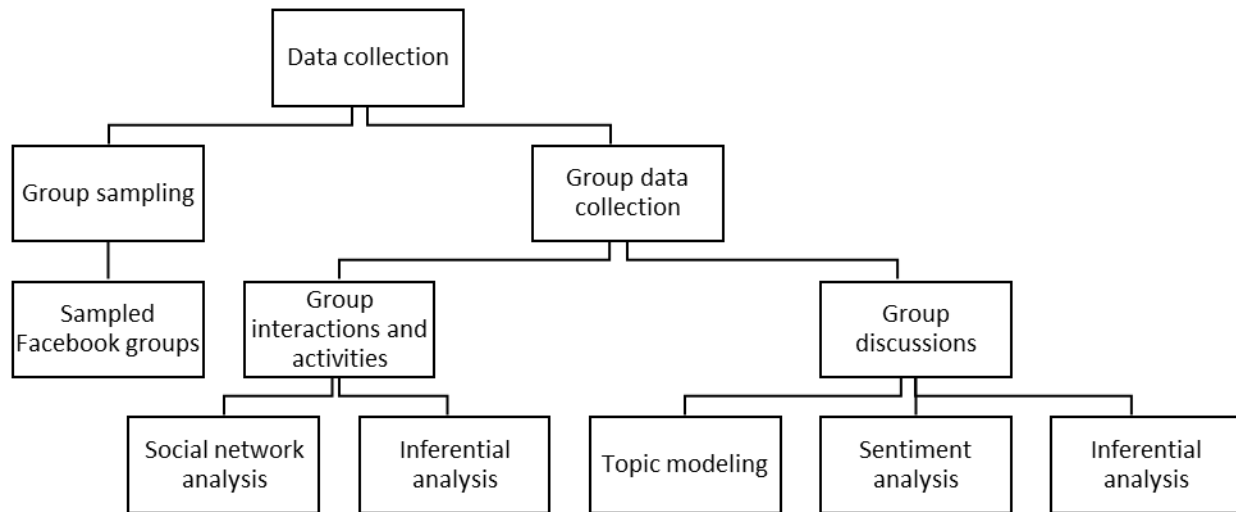 Data collection
Group sampling
Group data
collection
Sampled
Facebook groups
Group
interactions and
activities
Group
discussions
Social network
analysis
Inferential
analysis
Topic modeling
Sentiment
analysis
Inferential
analysis